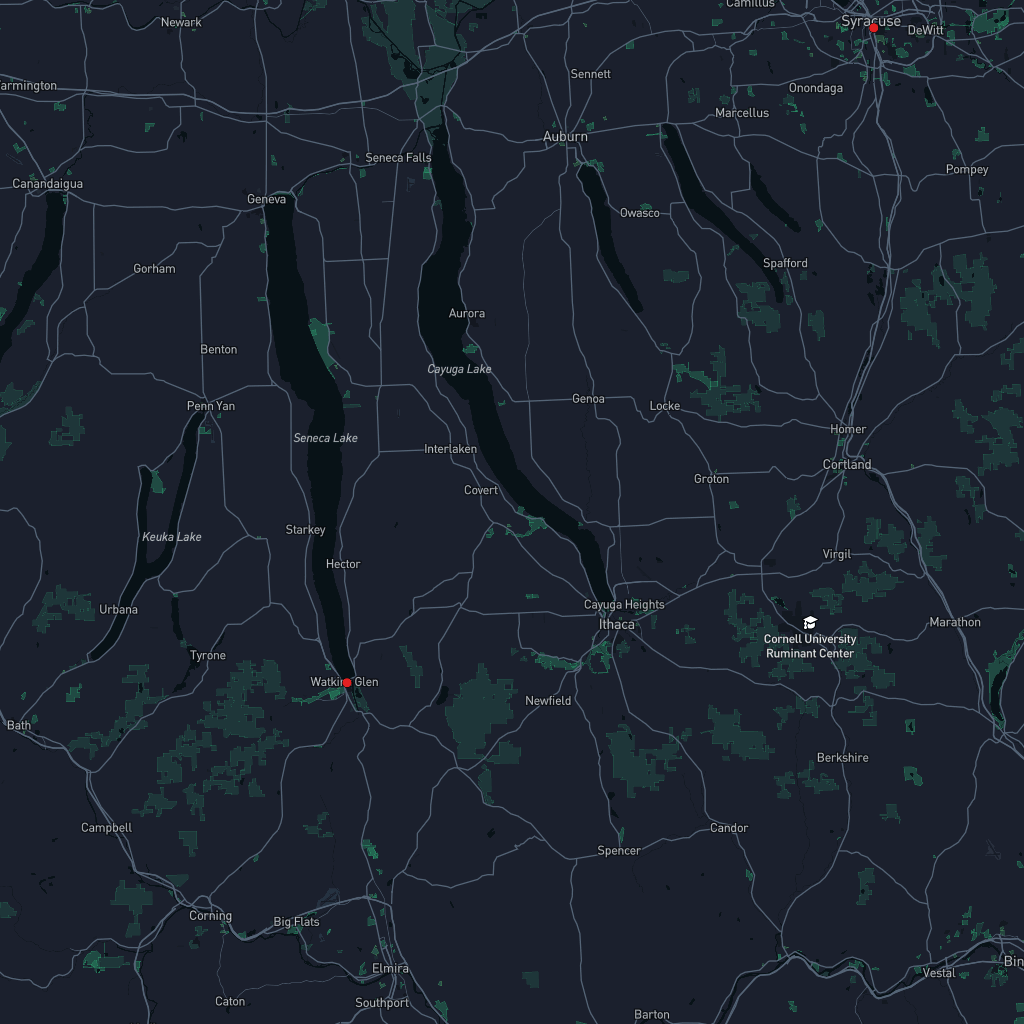 Newark
Camillus
Syracuse
DeWitt
Sennett
Onondaga
Marcellus
Auburn
Seneca Falls
Pompey
Canandaigua
Geneva
Owasco
Gorham
Spafford
Aurora
Benton
Cayuga Lake
Genoa
Locke
Penn Yan
Homer
Seneca Lake
Interlaken
Cortland
Groton
Covert
Starkey
Keuka Lake
Virgil
Hector
Urbana
Cayuga Heights
Ithaca
Marathon
Cornell University
Ruminant Center
Tyrone
Watkins Glen
Newfield
Bath
Berkshire
Campbell
Candor
Spencer
Corning
Big Flats
Bin
Elmira
Vestal
Caton
Southport
Barton